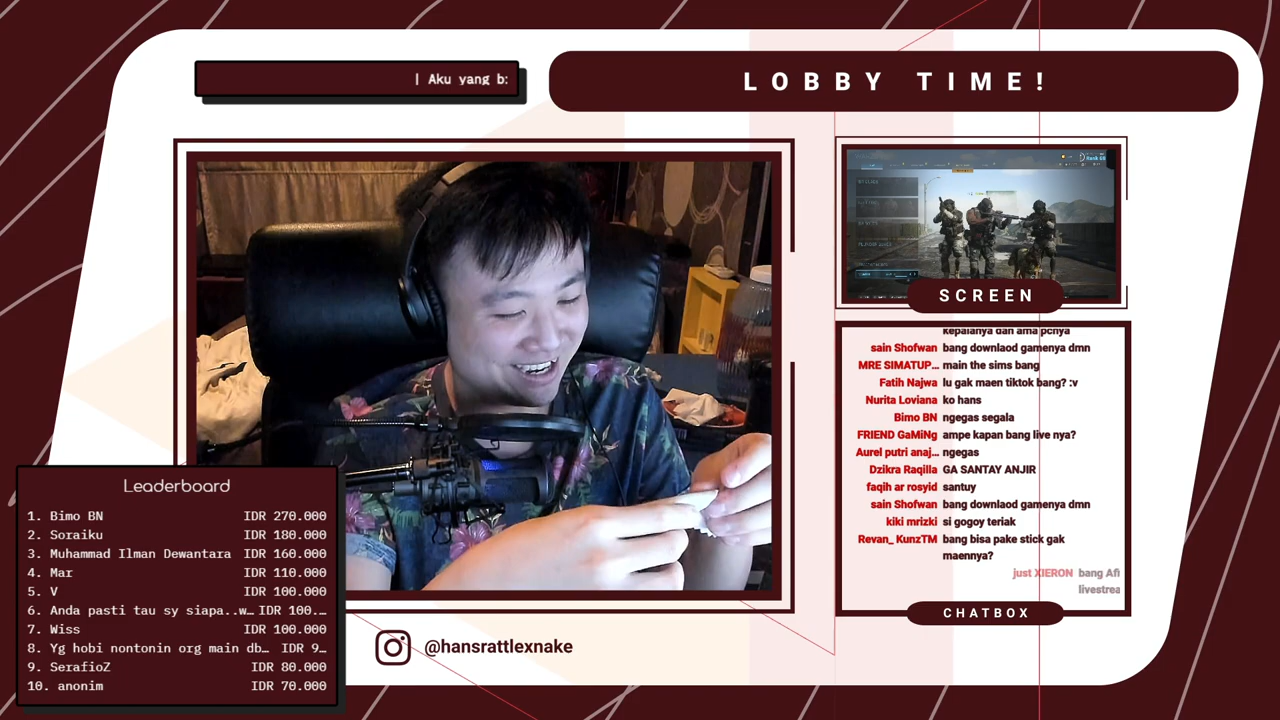 | Aku yang b:
LOBBY TIME!
SCREEN
kepalanya dan ama pcnya
sain Shofwan bang downlaod gamenya dmn
MRE SIMATUP... main the sims bang
Fatih Najwa lu gak maen tiktok bang? :v
Nurita Loviana ko hans
Bimo BN ngegas segala
FRIEND GaMiNg ampe kapan bang live nya?
Aurel putri anaj... ngegas
Dzikra Raqilla GA SANTAY ANJIR
faqih ar rosyid santuy
sain Shofwan bang downlaod gamenya dmn
kiki mrizki si gogoy teriak
Revan_ KunzTM bang bisa pake stick gak
maennya?
just XIERON bang Afi
livestrea
CHATBOX
Leaderboard
1. Bimo BN IDR 270.000
2. Soraiku IDR 180.000
3. Muhammad Ilman Dewantara IDR 160.000
4. Mar IDR 110.000
5. V IDR 100.000
6. Anda pasti tau sy siapa..w… IDR 100.…
7. Wiss IDR 100.000
8. Yg hobi nontonin org main db… IDR 9…
9. SerafioZ IDR 80.000
10. anonim IDR 70.000
@hansrattlexnake